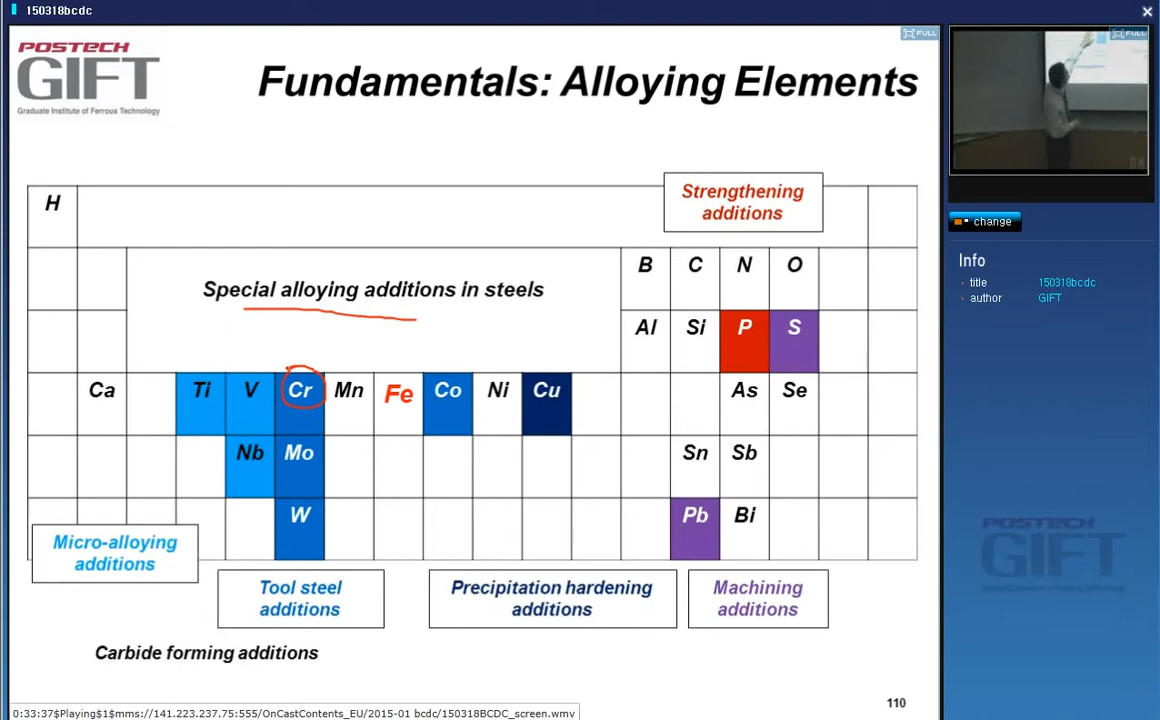 150318bcdc
POSTECH
GIFT
Graduate Institute of Ferrous Technology
Fundamentals: Alloying Elements
FULL
FULL
change
Info
title 150318bcdc
author GIFT
Strengthening
additions
H
Special alloying additions in steels
B C N O
Al Si P S
Ca Ti V Cr Mn Fe Co Ni Cu As Se
Nb Mo Sn Sb
W Pb Bi
Micro-alloying
additions
Tool steel
additions
Precipitation hardening
additions
Machining
additions
Carbide forming additions
POSTECH
GIFT
110
0:33:37$Playing$1$mms://141.223.237.75:555/OnCastContents_EU/2015-01 bcdc/150318BCDC_screen.wmv